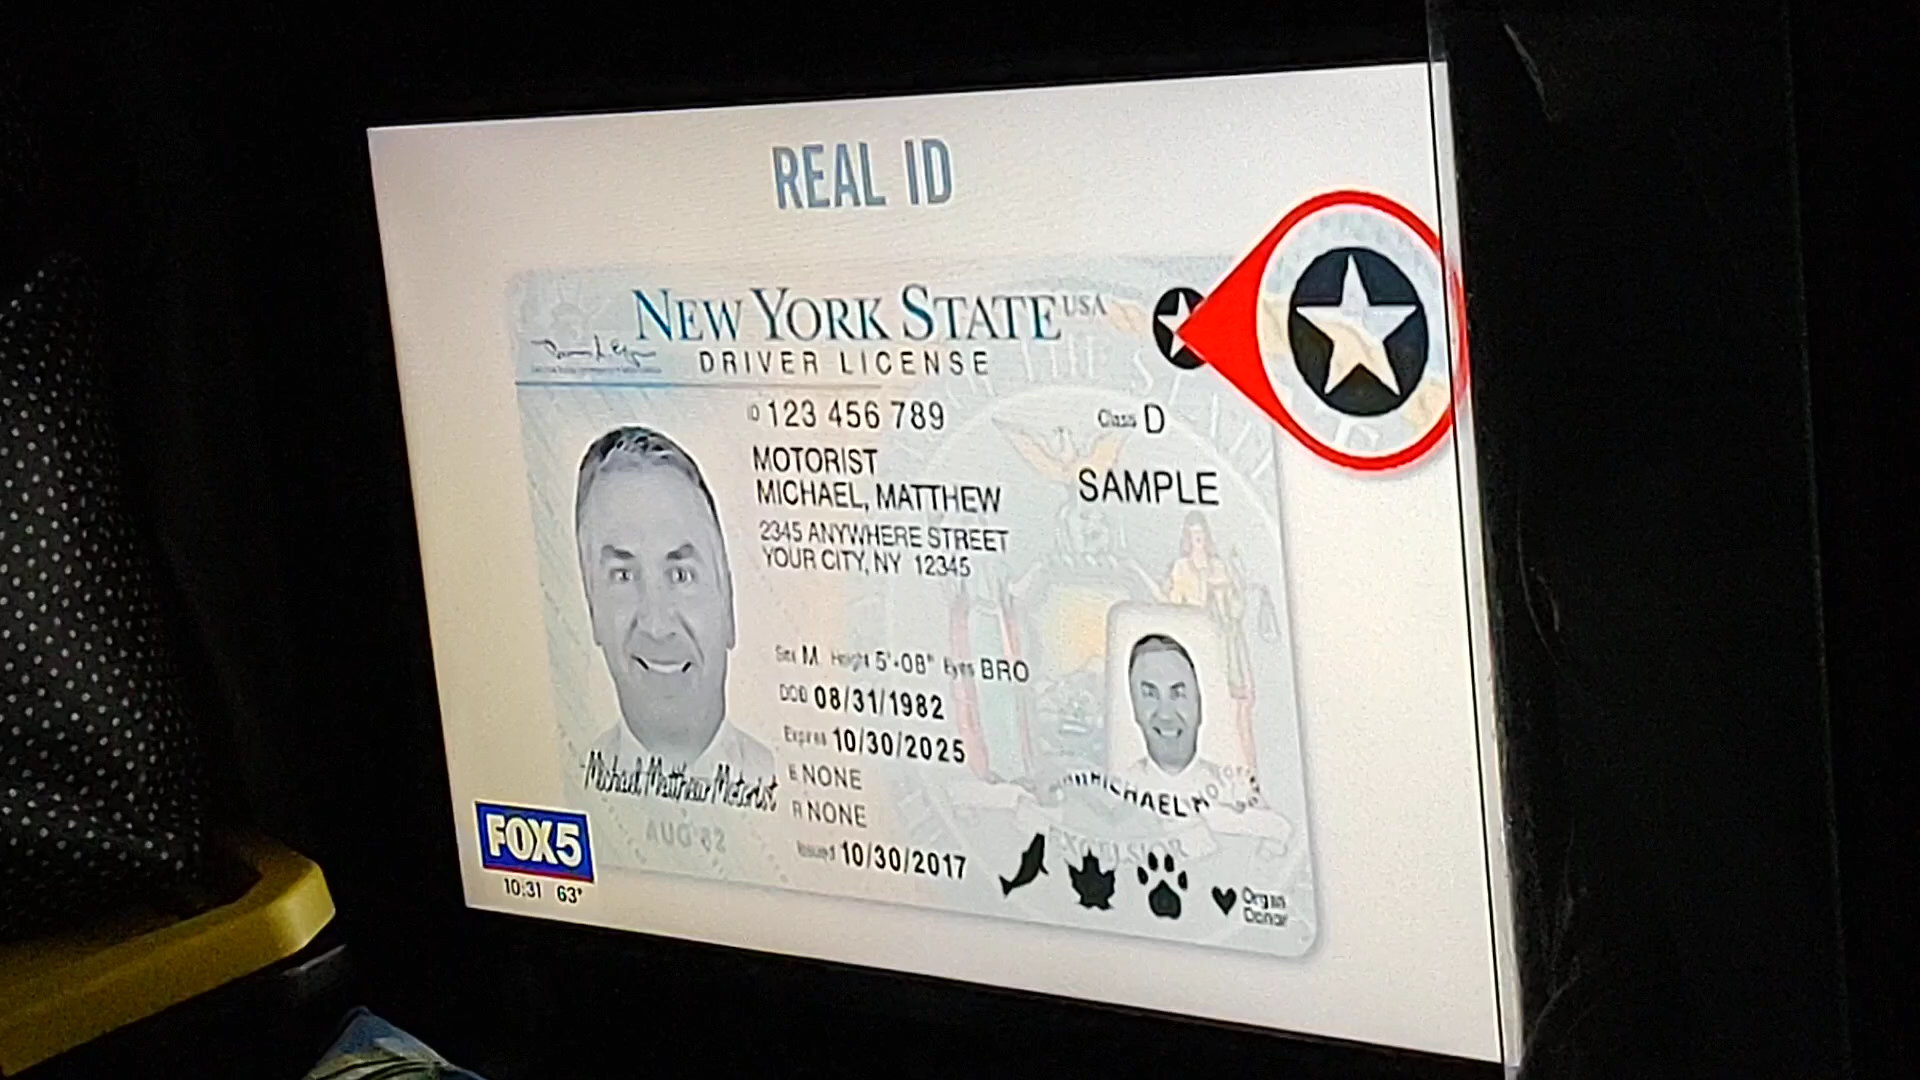 REAL ID
NEW YORK STATE USA
DRIVER LICENSE
ID 123 456 789
Class D
MOTORIST
MICHAEL, MATTHEW
SAMPLE
2345 ANYWHERE STREET
YOUR CITY, NY 12345
Sex M Height 5'-08" Eyes BRO
DOB 08/31/1982
Expires 10/30/2025
E NONE
R NONE
Issued 10/30/2017
Michael Matthew Motorist
AUG 82
MICHAEL
EXCELSIOR
Organ
Donor
FOX5
10:31 63°